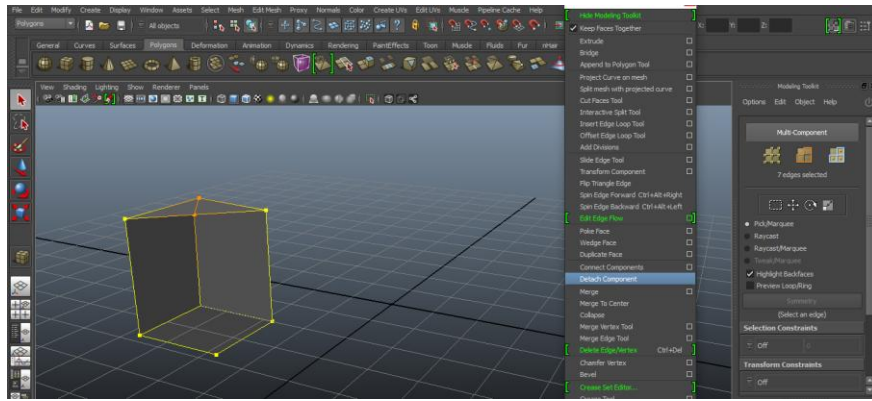 File Edit Modify Create Display Window Assets Select Mesh Edit Mesh Proxy Normals Color Create UVs Edit UVs Muscle Pipeline Cache Help
Polygons All objects X: Y: Z:
General Curves Surfaces Polygons Deformation Animation Dynamics Rendering PaintEffects Toon Muscle Fluids Fur nHair
View Shading Lighting Show Renderer Panels
Hide Modeling Toolkit
Keep Faces Together
Extrude
Bridge
Append to Polygon Tool
Project Curve on mesh
Split mesh with projected curve
Cut Faces Tool
Interactive Split Tool
Insert Edge Loop Tool
Offset Edge Loop Tool
Add Divisions
Slide Edge Tool
Transform Component
Flip Triangle Edge
Spin Edge Forward Ctrl+Alt+Right
Spin Edge Backward Ctrl+Alt+Left
Edit Edge Flow
Poke Face
Wedge Face
Duplicate Face
Connect Components
Detach Component
Merge
Merge To Center
Collapse
Merge Vertex Tool
Merge Edge Tool
Delete Edge/Vertex Ctrl+Del
Chamfer Vertex
Bevel
Crease Set Editor...
Crease Tool
Modeling Toolkit
Options Edit Object Help
Multi-Component
7 edges selected
Pick/Marquee
Raycast
Raycast/Marquee
Tweak/Marquee
Highlight Backfaces
Preview Loop/Ring
Symmetry
(Select an edge)
Selection Constraints
Off
Transform Constraints
Off